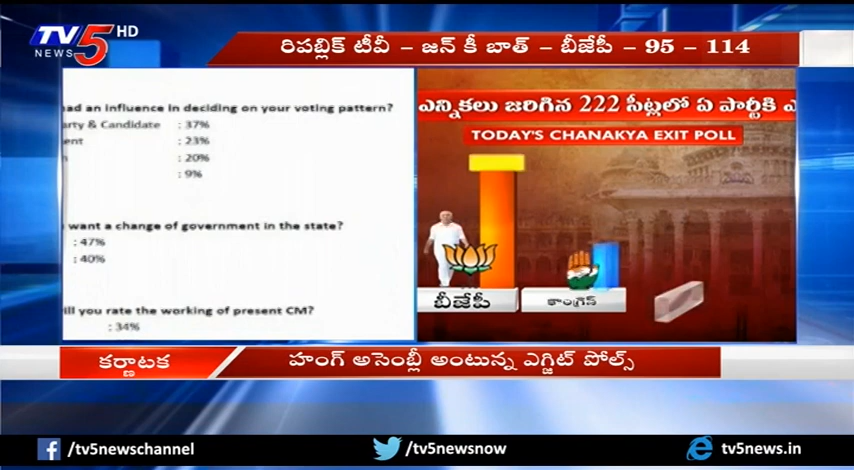 TV5 HD
NEWS
రిపబ్లిక్ టీవీ - జన్ కీ బాత్ - బీజేపీ - 95 - 114
had an influence in deciding on your voting pattern?
arty & Candidate : 37%
ent : 23%
: 20%
: 9%
want a change of government in the state?
: 47%
: 40%
ill you rate the working of present CM?
: 34%
ఎన్నికలు జరిగిన 222 సీట్లలో ఏ పార్టీకి ఎ
TODAY'S CHANAKYA EXIT POLL
బీజేపీ
కాంగ్రెస్
కర్ణాటక
హంగ్ అసెంబ్లీ అంటున్న ఎగ్జిట్ పోల్స్
/tv5newschannel
/tv5newsnow
tv5news.in